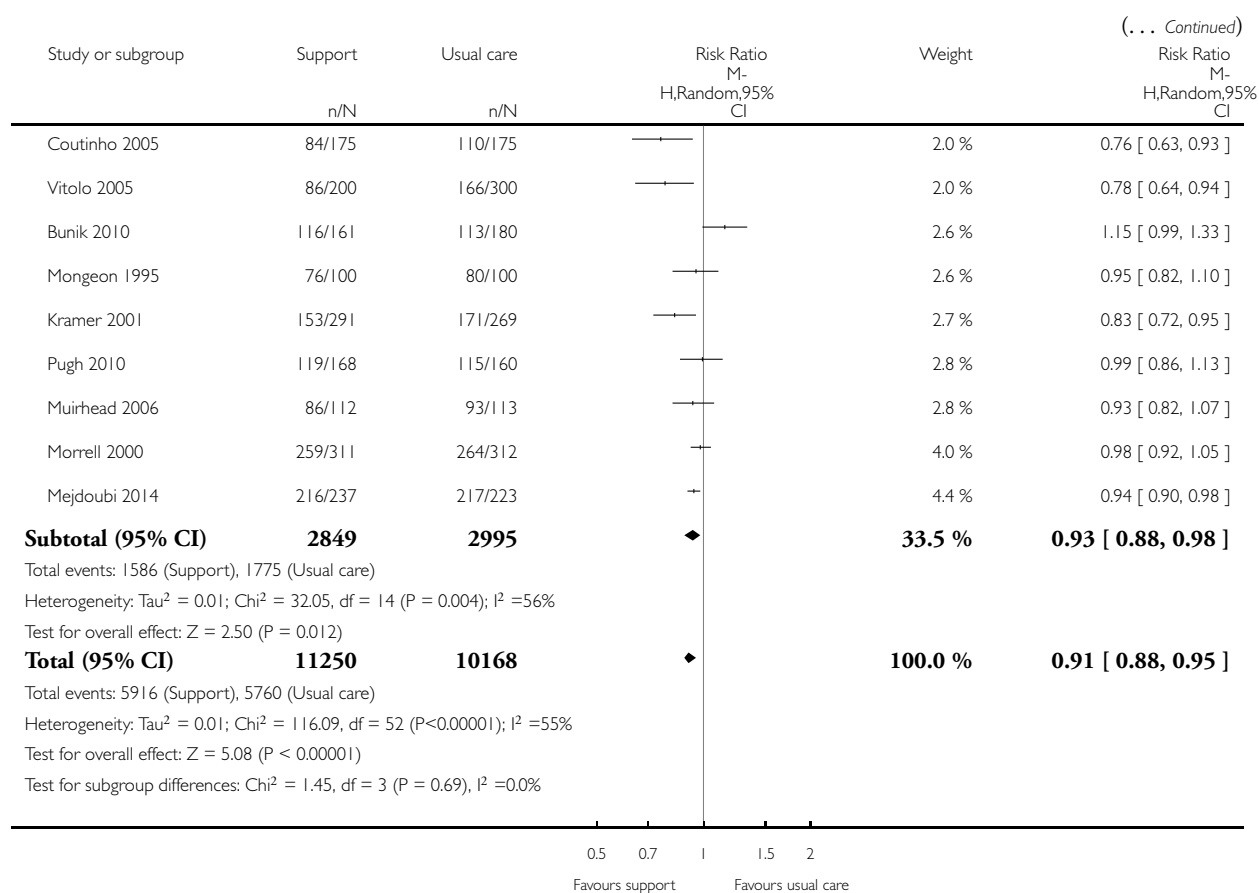 (... Continued)
Study or subgroup Support Usual care Risk Ratio Weight Risk Ratio
M- M-
H,Random,95% H,Random,95%
n/N n/N CI CI
Coutinho 2005 84/175 110/175 2.0 % 0.76 [ 0.63, 0.93 ]
Vitolo 2005 86/200 166/300 2.0 % 0.78 [ 0.64, 0.94 ]
Bunik 2010 116/161 113/180 2.6 % 1.15 [ 0.99, 1.33 ]
Mongeon 1995 76/100 80/100 2.6 % 0.95 [ 0.82, 1.10 ]
Kramer 2001 153/291 171/269 2.7 % 0.83 [ 0.72, 0.95 ]
Pugh 2010 119/168 115/160 2.8 % 0.99 [ 0.86, 1.13 ]
Muirhead 2006 86/112 93/113 2.8 % 0.93 [ 0.82, 1.07 ]
Morrell 2000 259/311 264/312 4.0 % 0.98 [ 0.92, 1.05 ]
Mejdoubi 2014 216/237 217/223 4.4 % 0.94 [ 0.90, 0.98 ]
Subtotal (95% CI) 2849 2995 33.5 % 0.93 [ 0.88, 0.98 ]
Total events: 1586 (Support), 1775 (Usual care)
Heterogeneity: Tau² = 0.01; Chi² = 32.05, df = 14 (P = 0.004); I² =56%
Test for overall effect: Z = 2.50 (P = 0.012)
Total (95% CI) 11250 10168 100.0 % 0.91 [ 0.88, 0.95 ]
Total events: 5916 (Support), 5760 (Usual care)
Heterogeneity: Tau² = 0.01; Chi² = 116.09, df = 52 (P<0.00001); I² =55%
Test for overall effect: Z = 5.08 (P < 0.00001)
Test for subgroup differences: Chi² = 1.45, df = 3 (P = 0.69), I² =0.0%
0.5 0.7 1 1.5 2
Favours support Favours usual care